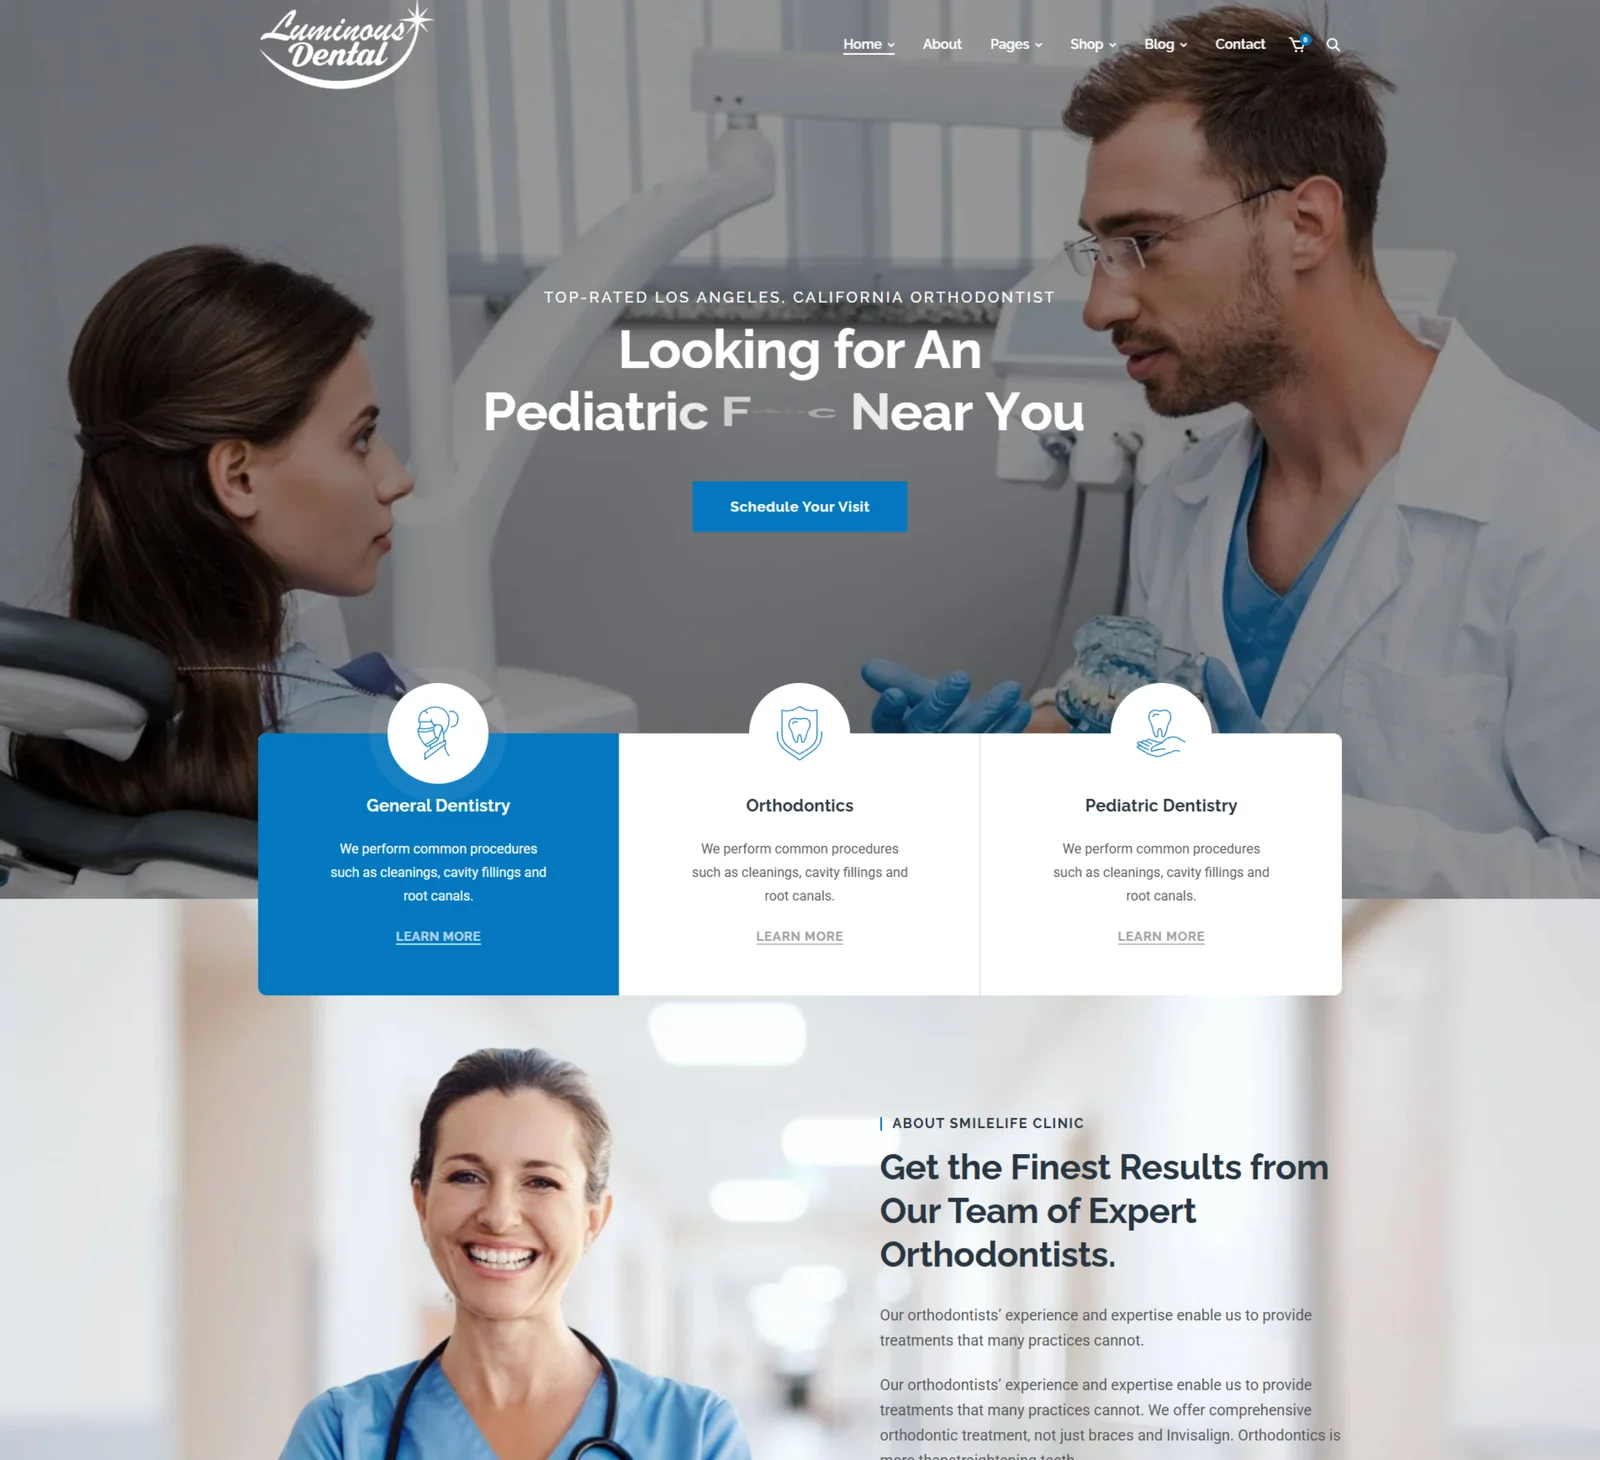 Luminous
Dental
Home
About
Pages
Shop
Blog
Contact
0
TOP-RATED LOS ANGELES, CALIFORNIA ORTHODONTIST
Looking for An
Pediatric Near You
Schedule Your Visit
General Dentistry
We perform common procedures
such as cleanings, cavity fillings and
root canals.
LEARN MORE
Orthodontics
We perform common procedures
such as cleanings, cavity fillings and
root canals.
LEARN MORE
Pediatric Dentistry
We perform common procedures
such as cleanings, cavity fillings and
root canals.
LEARN MORE
ABOUT SMILELIFE CLINIC
Get the Finest Results from
Our Team of Expert
Orthodontists.
Our orthodontists’ experience and expertise enable us to provide
treatments that many practices cannot.
Our orthodontists’ experience and expertise enable us to provide
treatments that many practices cannot. We offer comprehensive
orthodontic treatment, not just braces and Invisalign. Orthodontics is
more thanstraightening teeth